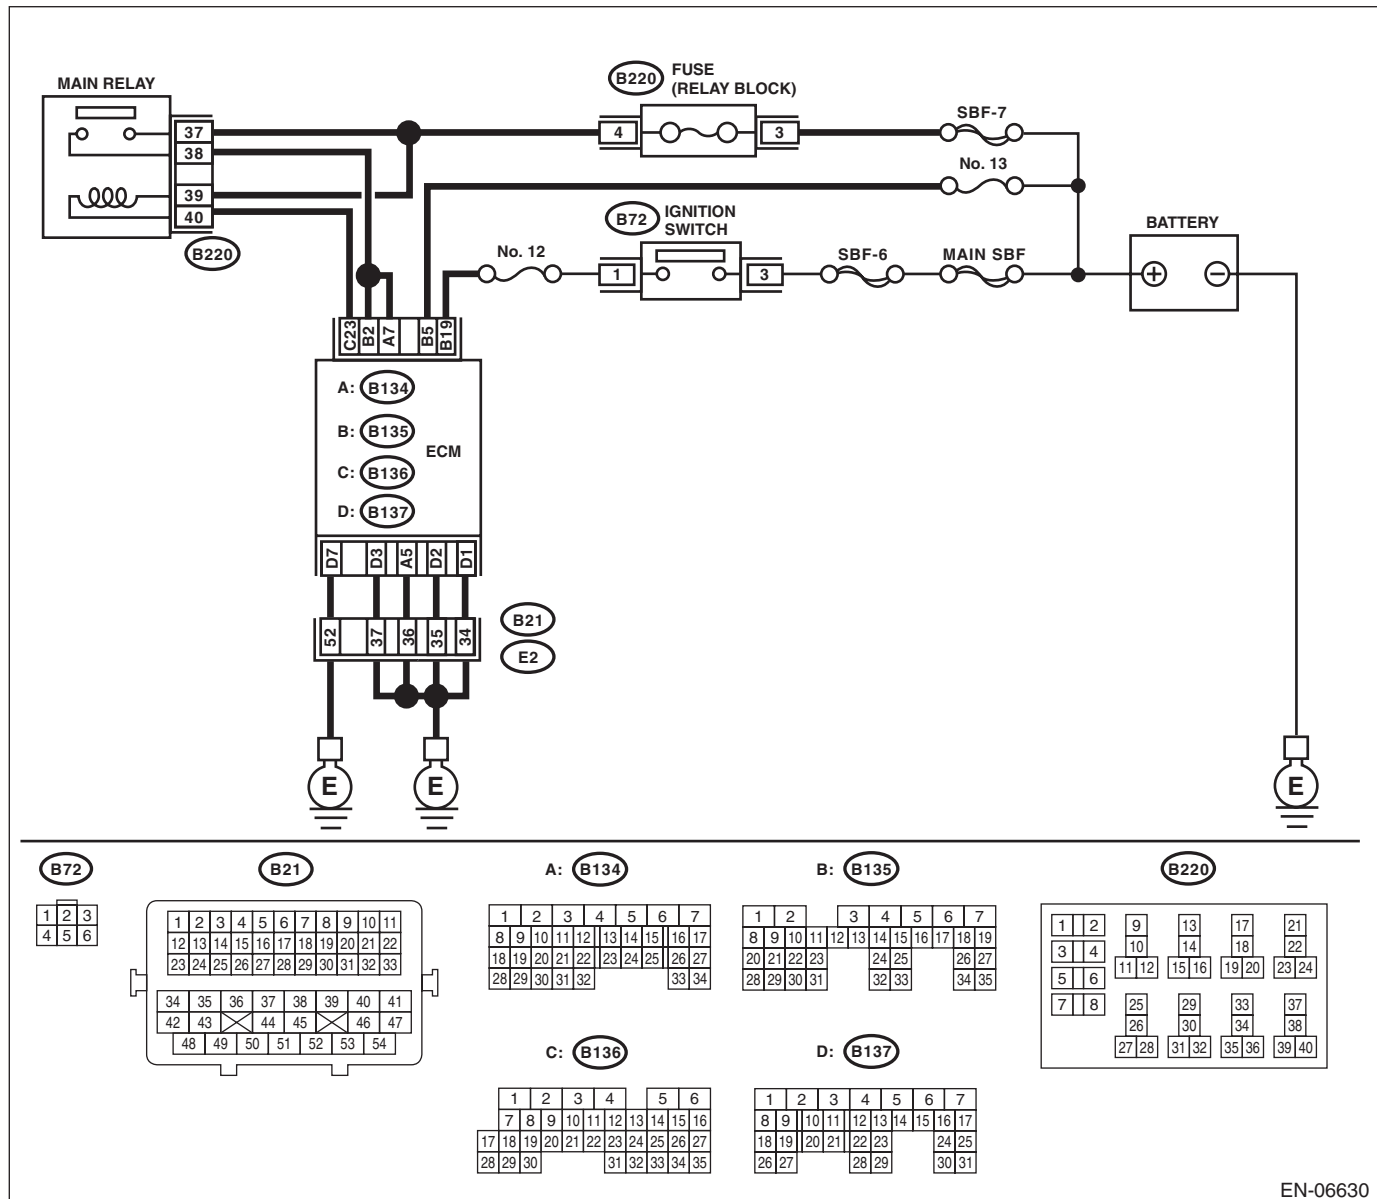 MAIN RELAY
37
38
39
40
B220
B220
FUSE
(RELAY BLOCK)
4
3
SBF-7
No. 13
B72
IGNITION
SWITCH
No. 12
1
3
SBF-6
MAIN SBF
BATTERY
+
−
C23
B2
A7
B5
B19
A: B134
B: B135
C: B136
D: B137
ECM
D7
D3
A5
D2
D1
52
37
36
35
34
B21
E2
E
E
E
B72
1 2 3
4 5 6
B21
1 2 3 4 5 6 7 8 9 10 11
12 13 14 15 16 17 18 19 20 21 22
23 24 25 26 27 28 29 30 31 32 33
34 35 36 37 38 39 40 41
42 43 44 45 46 47
48 49 50 51 52 53 54
A: B134
1 2 3 4 5 6 7
8 9 10 11 12 13 14 15 16 17
18 19 20 21 22 23 24 25 26 27
28 29 30 31 32 33 34
B: B135
1 2 3 4 5 6 7
8 9 10 11 12 13 14 15 16 17 18 19
20 21 22 23 24 25 26 27
28 29 30 31 32 33 34 35
C: B136
1 2 3 4 5 6
7 8 9 10 11 12 13 14 15 16
17 18 19 20 21 22 23 24 25 26 27
28 29 30 31 32 33 34 35
D: B137
1 2 3 4 5 6 7
8 9 10 11 12 13 14 15 16 17
18 19 20 21 22 23 24 25
26 27 28 29 30 31
B220
1 2 9 13 17 21
3 4 10 14 18 22
5 6 11 12 15 16 19 20 23 24
7 8 25 29 33 37
26 30 34 38
27 28 31 32 35 36 39 40
EN-06630